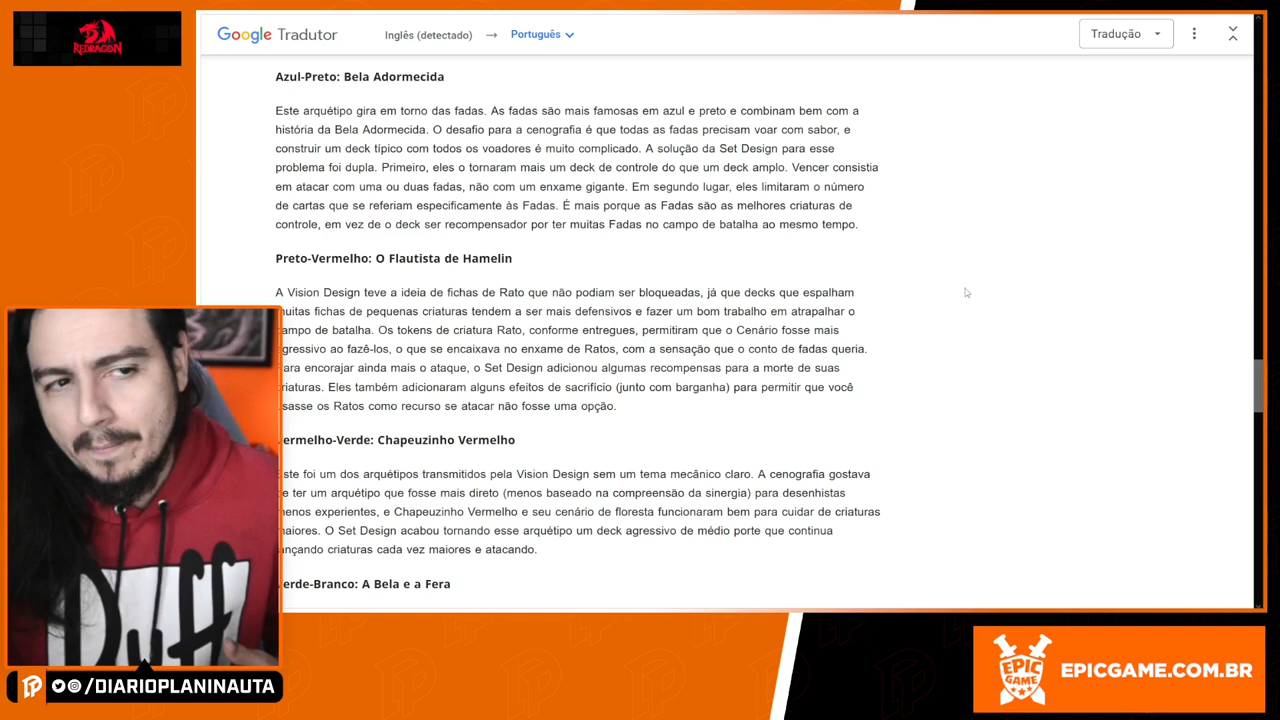 REDRAGON
Google Tradutor
Inglês (detectado) → Português
Tradução
Azul-Preto: Bela Adormecida
Este arquétipo gira em torno das fadas. As fadas são mais famosas em azul e preto e combinam bem com a
história da Bela Adormecida. O desafio para a cenografia é que todas as fadas precisam voar com sabor, e
construir um deck típico com todos os voadores é muito complicado. A solução da Set Design para esse
problema foi dupla. Primeiro, eles o tornaram mais um deck de controle do que um deck amplo. Vencer consistia
em atacar com uma ou duas fadas, não com um enxame gigante. Em segundo lugar, eles limitaram o número
de cartas que se referiam especificamente às Fadas. É mais porque as Fadas são as melhores criaturas de
controle, em vez de o deck ser recompensador por ter muitas Fadas no campo de batalha ao mesmo tempo.
Preto-Vermelho: O Flautista de Hamelin
A Vision Design teve a ideia de fichas de Rato que não podiam ser bloqueadas, já que decks que espalham
muitas fichas de pequenas criaturas tendem a ser mais defensivos e fazer um bom trabalho em atrapalhar o
campo de batalha. Os tokens de criatura Rato, conforme entregues, permitiram que o Cenário fosse mais
gressivo ao fazê-los, o que se encaixava no enxame de Ratos, com a sensação que o conto de fadas queria.
ara encorajar ainda mais o ataque, o Set Design adicionou algumas recompensas para a morte de suas
riaturas. Eles também adicionaram alguns efeitos de sacrifício (junto com barganha) para permitir que você
sasse os Ratos como recurso se atacar não fosse uma opção.
ermelho-Verde: Chapeuzinho Vermelho
ste foi um dos arquétipos transmitidos pela Vision Design sem um tema mecânico claro. A cenografia gostava
e ter um arquétipo que fosse mais direto (menos baseado na compreensão da sinergia) para desenhistas
menos experientes, e Chapeuzinho Vermelho e seu cenário de floresta funcionaram bem para cuidar de criaturas
maiores. O Set Design acabou tornando esse arquétipo um deck agressivo de médio porte que continua
ançando criaturas cada vez maiores e atacando.
erde-Branco: A Bela e a Fera
Duff
/DIARIOPLANINAUTA
EPIC GAME
EPICGAME.COM.BR